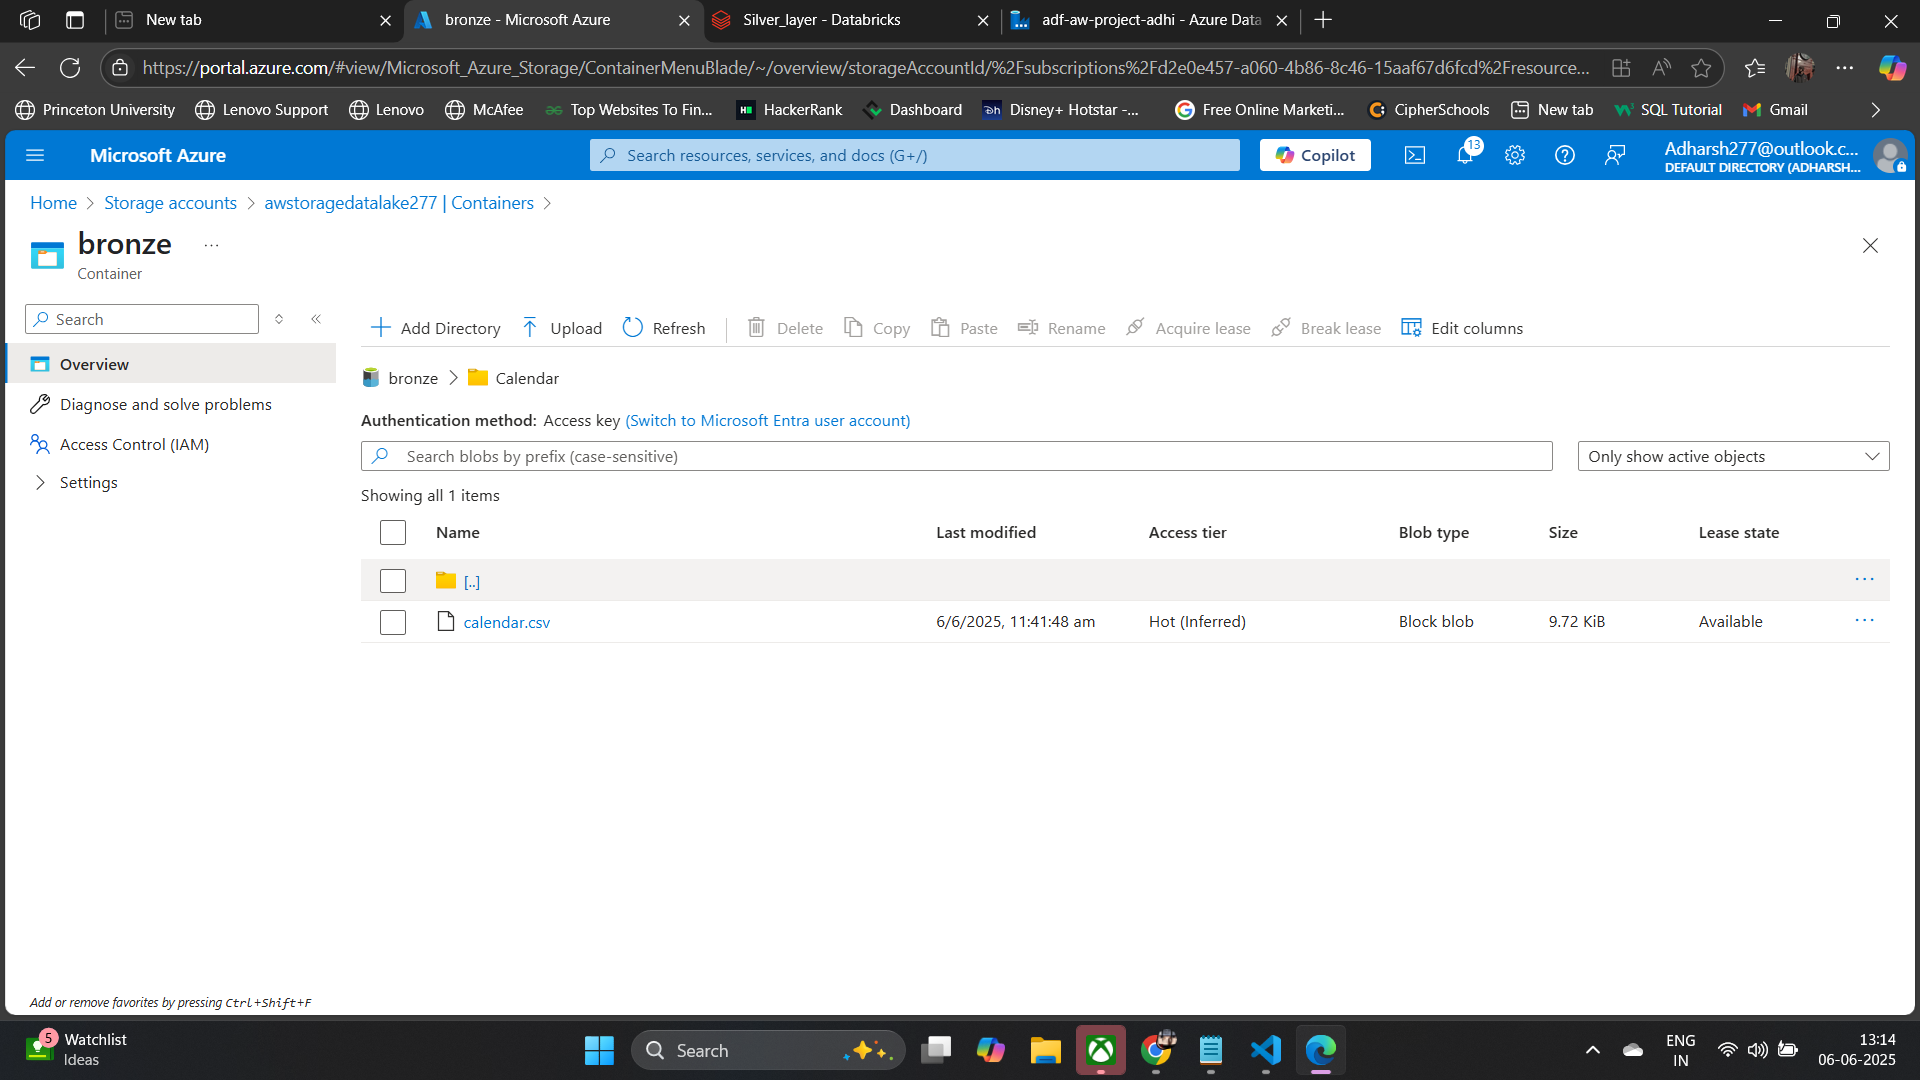 New tab
bronze - Microsoft Azure
Silver_layer - Databricks
adf-aw-project-adhi - Azure Data
https://portal.azure.com/#view/Microsoft_Azure_Storage/ContainerMenuBlade/~/overview/storageAccountId/%2Fsubscriptions%2Fd2e0e457-a060-4b86-8c46-15aaf67d6fcd%2Fresource...
Princeton University
Lenovo Support
Lenovo
McAfee
Top Websites To Fin...
HackerRank
Dashboard
Disney+ Hotstar -...
Free Online Marketi...
CipherSchools
New tab
SQL Tutorial
Gmail
Microsoft Azure
Search resources, services, and docs (G+/)
Copilot
13
Adharsh277@outlook.c...
DEFAULT DIRECTORY (ADHARSH...
Home > Storage accounts > awstoragedatalake277 | Containers >
bronze ...
Container
Search
Overview
Diagnose and solve problems
Access Control (IAM)
Settings
Add Directory
Upload
Refresh
Delete
Copy
Paste
Rename
Acquire lease
Break lease
Edit columns
bronze > Calendar
Authentication method: Access key (Switch to Microsoft Entra user account)
Search blobs by prefix (case-sensitive)
Only show active objects
Showing all 1 items
Name Last modified Access tier Blob type Size Lease state
[..] ...
calendar.csv 6/6/2025, 11:41:48 am Hot (Inferred) Block blob 9.72 KiB Available ...
Add or remove favorites by pressing Ctrl+Shift+F
5
Watchlist
Ideas
Search
ENG
IN
13:14
06-06-2025